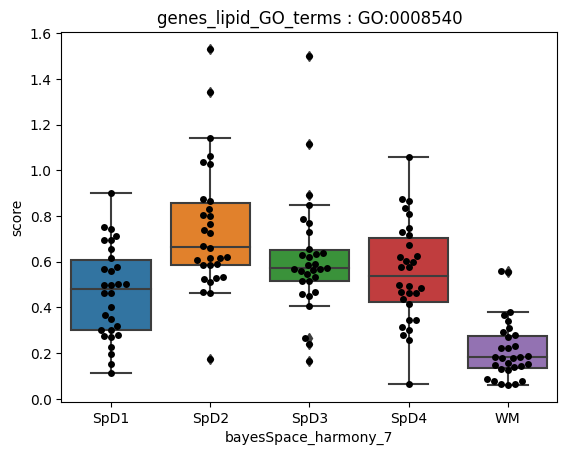 genes_lipid_GO_terms : GO:0008540
1.6
1.4
1.2
1.0
0.8
0.6
0.4
0.2
0.0
score
SpD1 SpD2 SpD3 SpD4 WM
bayesSpace_harmony_7